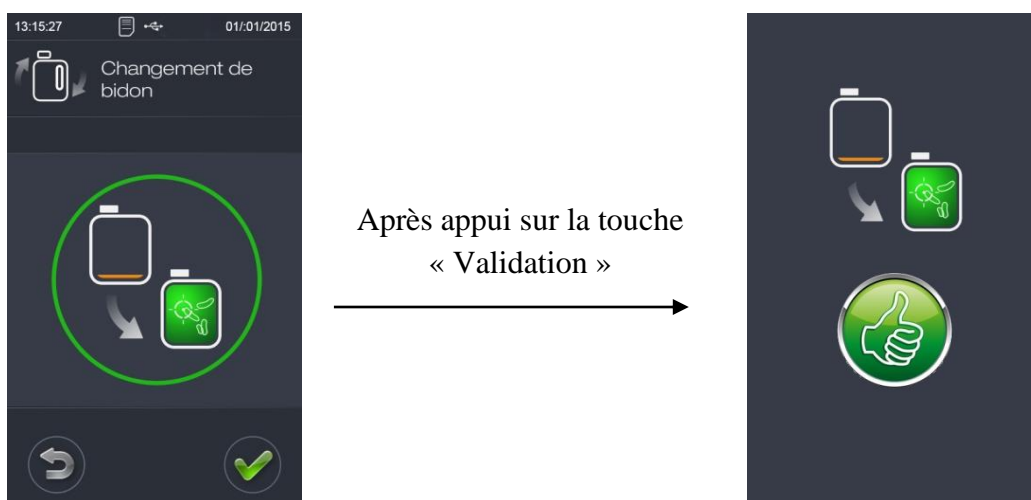 13:15:27
01/:01/2015
Changement de
bidon
Après appui sur la touche
« Validation »